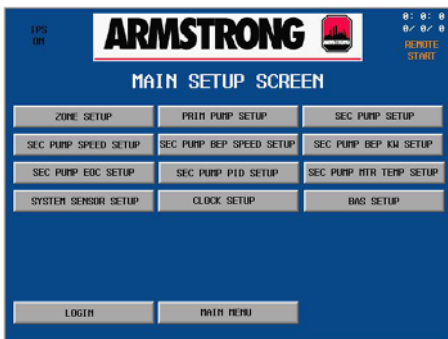 IPS
ON
ARMSTRONG
0: 0: 0
0/ 0/ 0
REMOTE
START
MAIN SETUP SCREEN
ZONE SETUP
PRIM PUMP SETUP
SEC PUMP SETUP
SEC PUMP SPEED SETUP
SEC PUMP BEP SPEED SETUP
SEC PUMP BEP KW SETUP
SEC PUMP EOC SETUP
SEC PUMP PID SETUP
SEC PUMP MTR TEMP SETUP
SYSTEM SENSOR SETUP
CLOCK SETUP
BAS SETUP
LOGIN
MAIN MENU